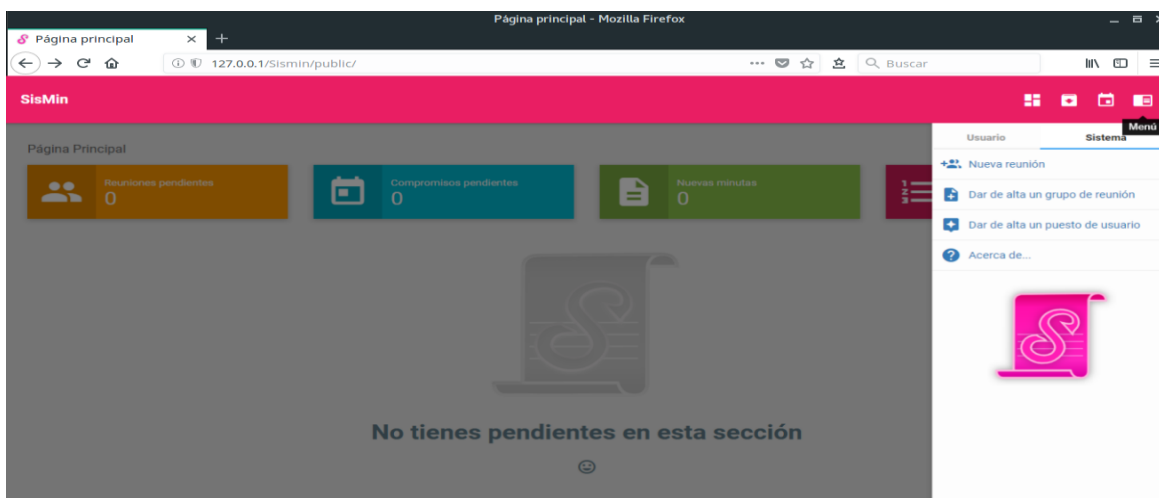 Página principal - Mozilla Firefox
Página principal
127.0.0.1/Sismin/public/
Buscar
SisMin
Menú
Usuario
Sistema
Página Principal
Nueva reunión
Reuniones pendientes
0
Compromisos pendientes
0
Nuevas minutas
0
Dar de alta un grupo de reunión
Dar de alta un puesto de usuario
Acerca de...
No tienes pendientes en esta sección